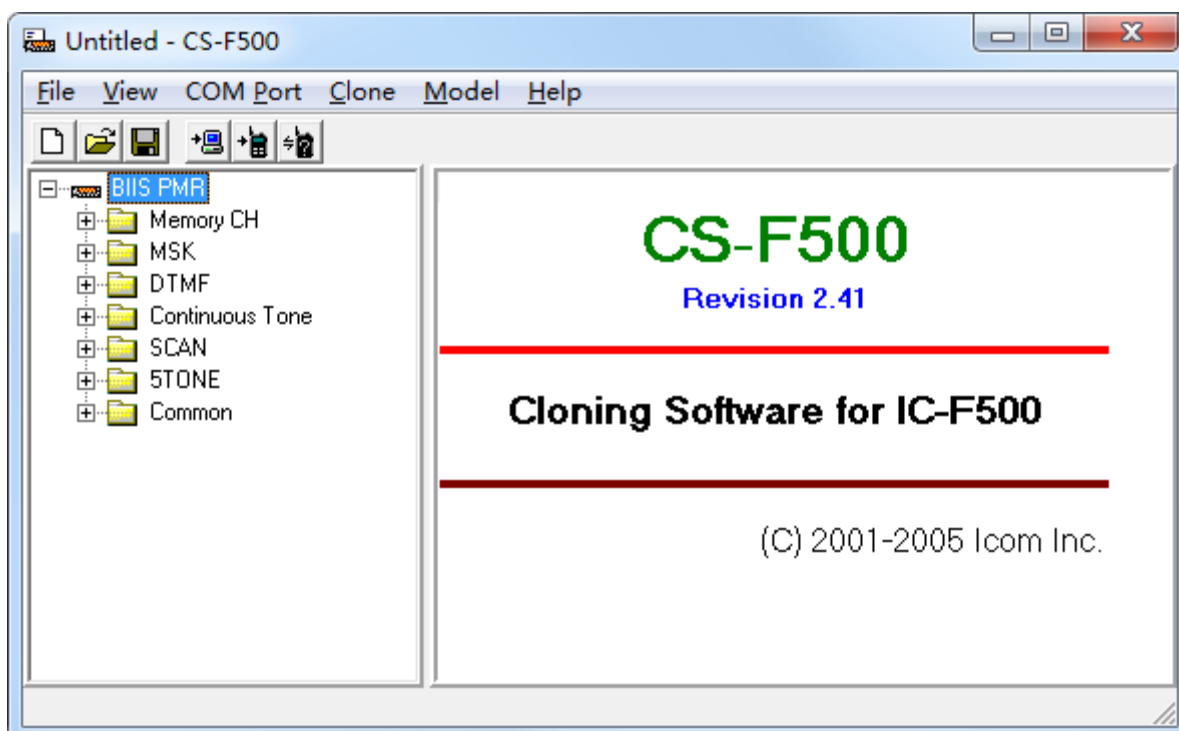 Untitled - CS-F500
File View COM Port Clone Model Help
BIIS PMR
Memory CH
MSK
DTMF
Continuous Tone
SCAN
5TONE
Common
CS-F500
Revision 2.41
Cloning Software for IC-F500
(C) 2001-2005 Icom Inc.